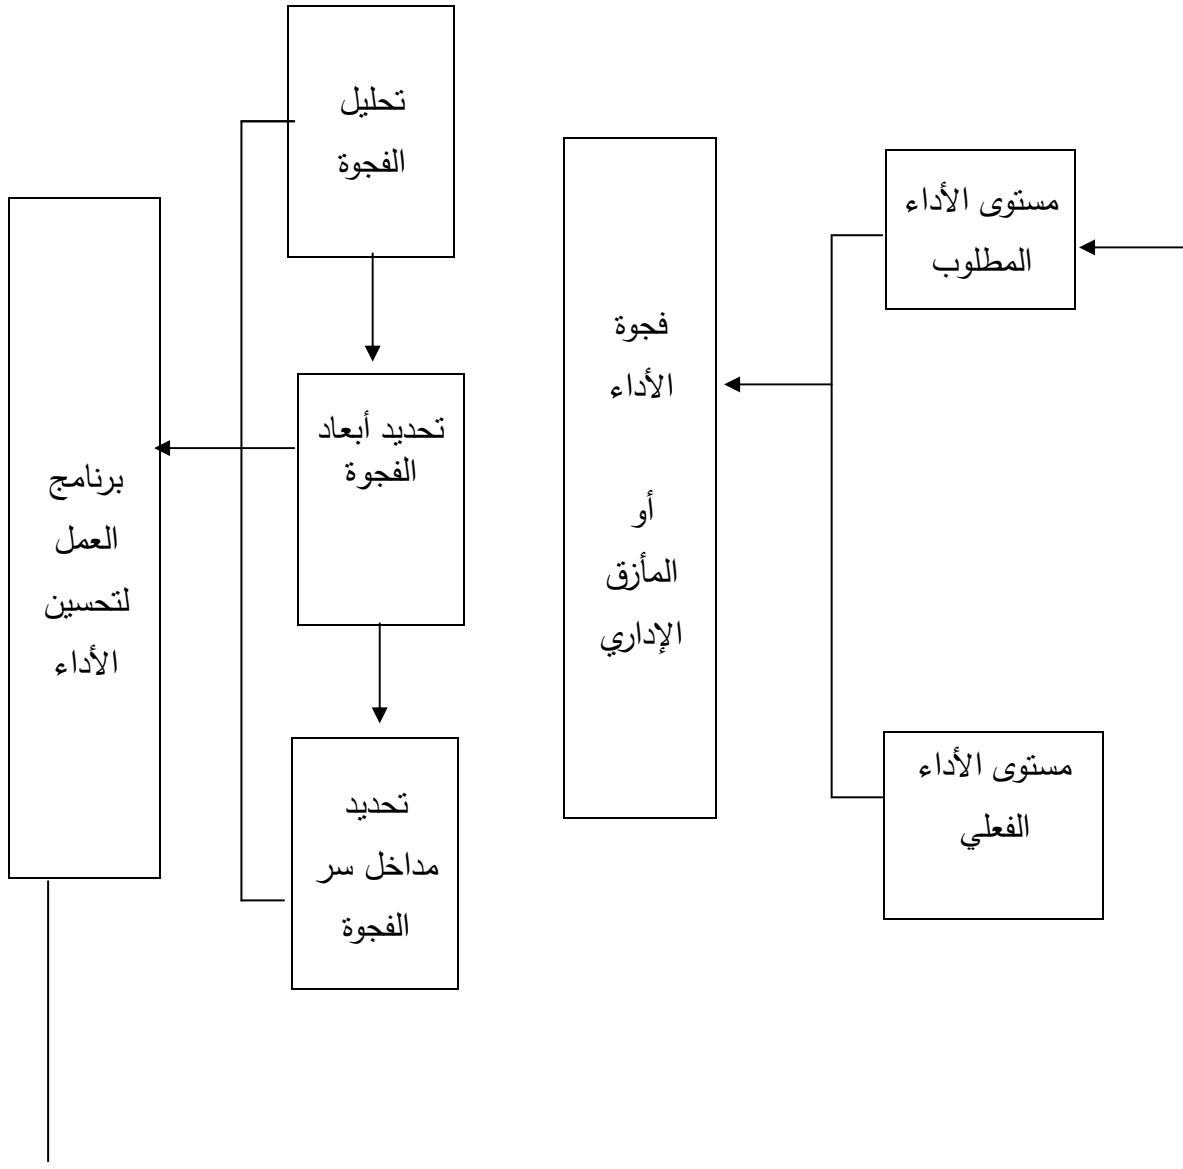 مستوى الأداء
المطلوب
مستوى الأداء
الفعلي
فجوة
الأداء
أو
المأزق
الإداري
تحليل
الفجوة
تحديد أبعاد
الفجوة
تحديد
مداخل سر
الفجوة
برنامج
العمل
لتحسين
الأداء